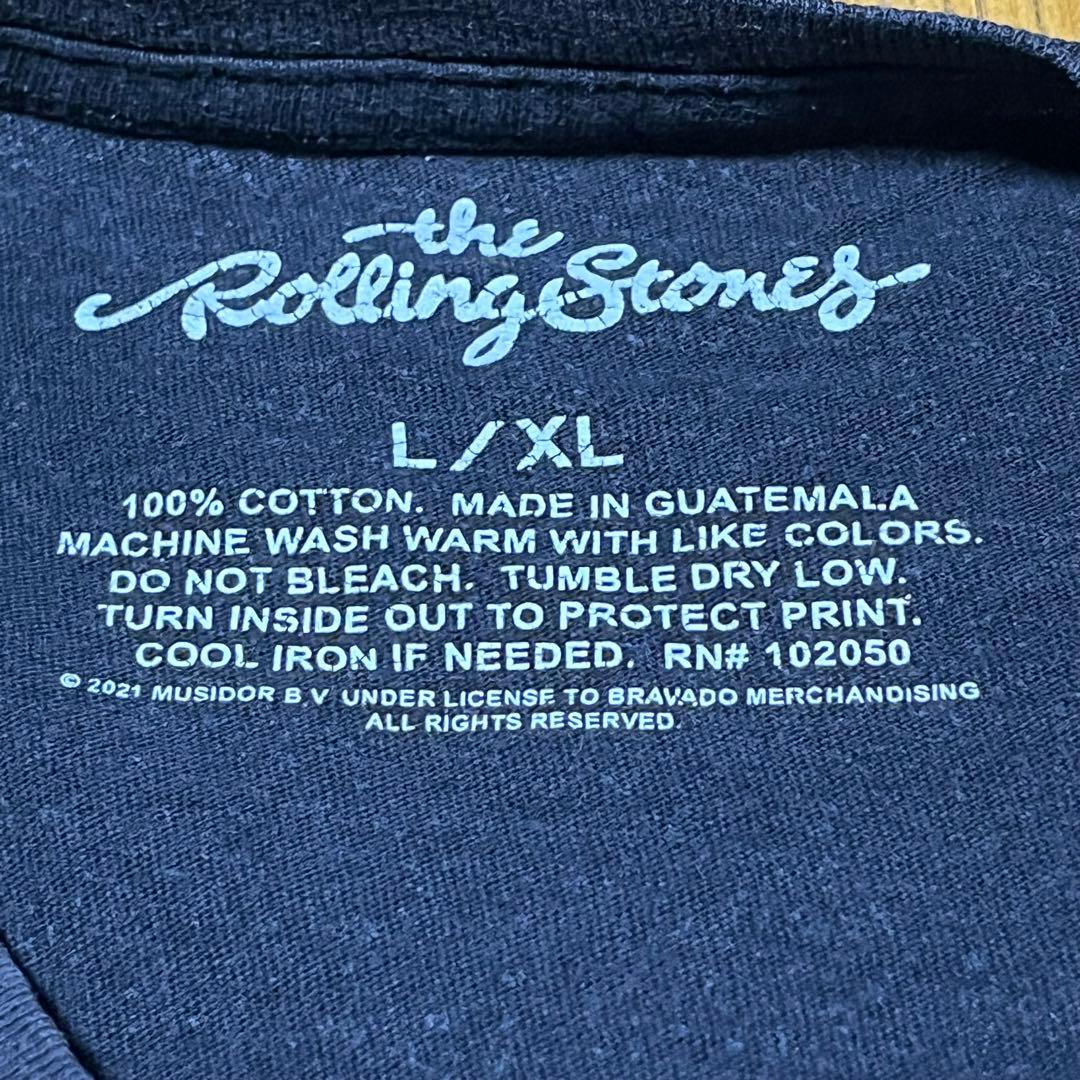 the
Rolling Stones
L/XL
100% COTTON. MADE IN GUATEMALA
MACHINE WASH WARM WITH LIKE COLORS.
DO NOT BLEACH. TUMBLE DRY LOW.
TURN INSIDE OUT TO PROTECT PRINT.
COOL IRON IF NEEDED. RN# 102050
© 2021 MUSIDOR B.V UNDER LICENSE TO BRAVADO MERCHANDISING
ALL RIGHTS RESERVED.